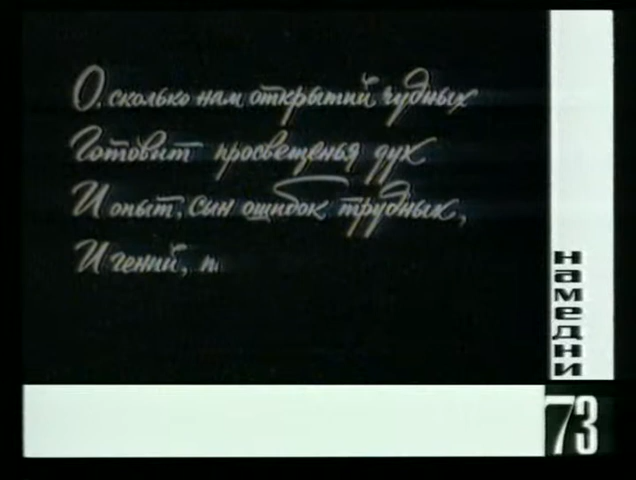 О, сколько нам открытий чудных
Готовит просвещенья дух
И опыт, сын ошибок трудных,
И гений, п
намедни
73